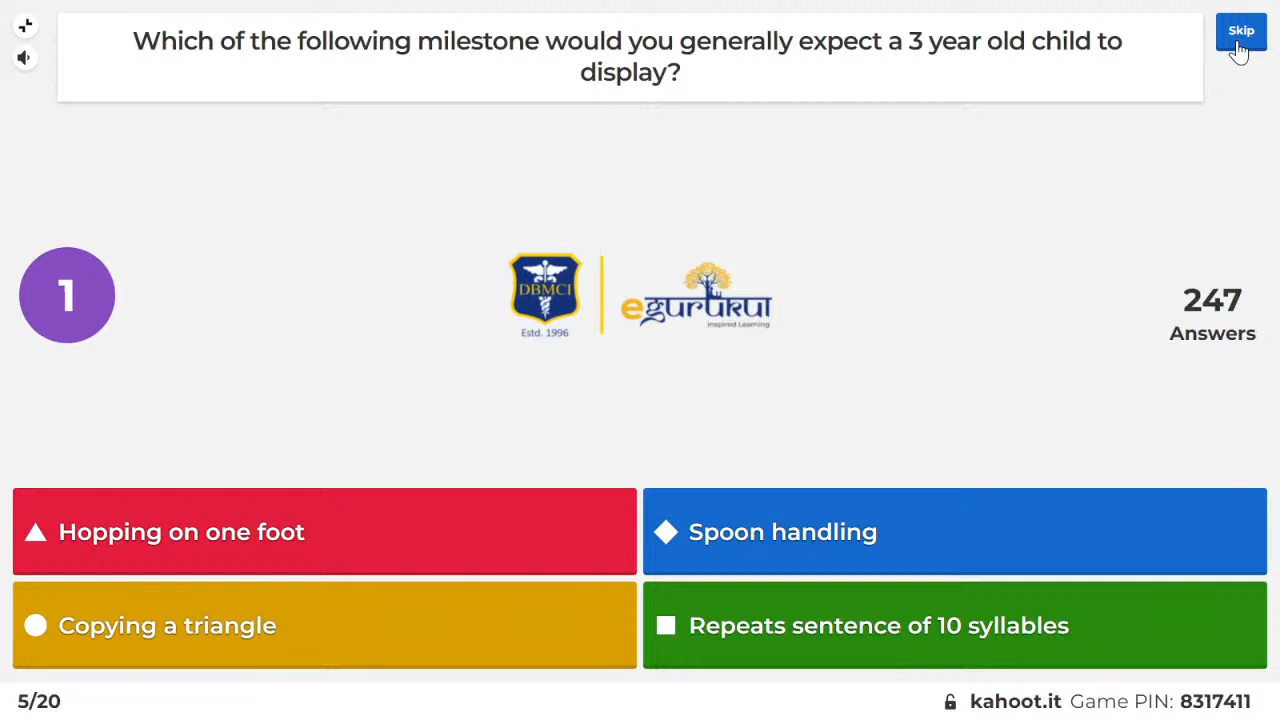 Which of the following milestone would you generally expect a 3 year old child to
display?
Skip
1
DBMCI
Estd. 1996
egurukul
Inspired Learning
247
Answers
Hopping on one foot
Spoon handling
Copying a triangle
Repeats sentence of 10 syllables
5/20
kahoot.it Game PIN: 8317411